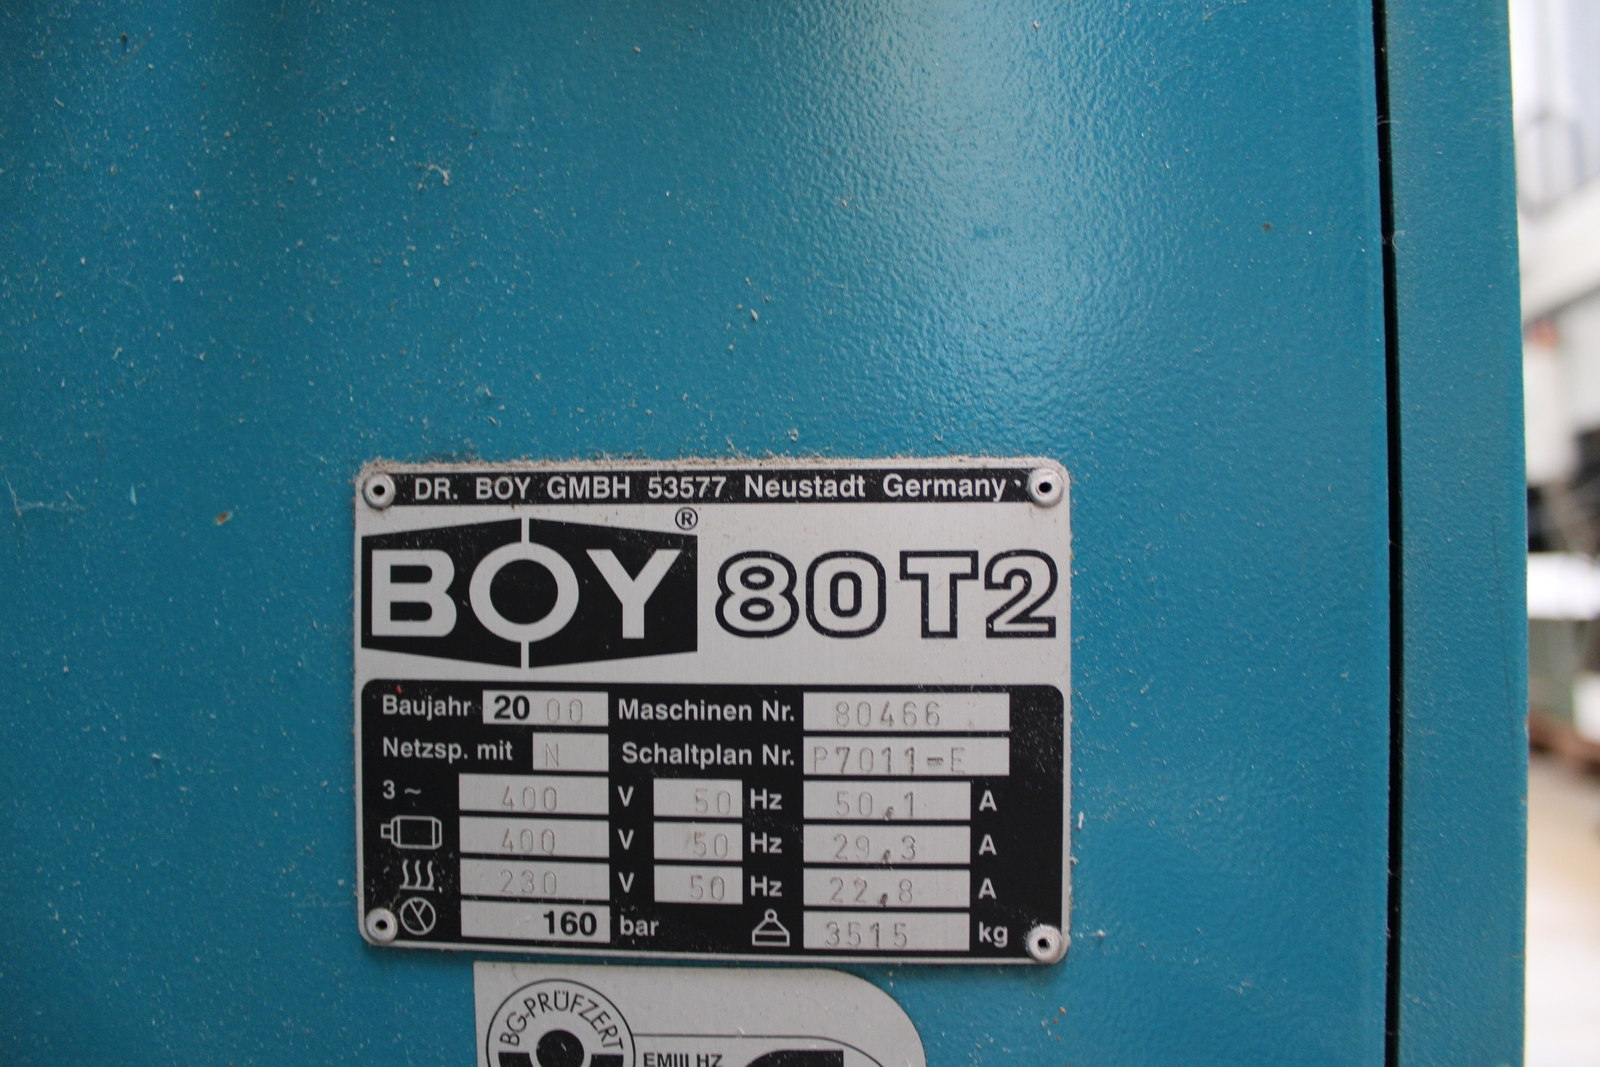 DR. BOY GMBH 53577 Neustadt Germany
BOY ® 80T2
Baujahr 2000 Maschinen Nr. 80466
Netzsp. mit N Schaltplan Nr. P7011-E
3 ~ 400 V 50 Hz 50,1 A
400 V 50 Hz 29,3 A
230 V 50 Hz 22,8 A
160 bar 3515 kg
BG-PRÜFZERT
EMIII HZ